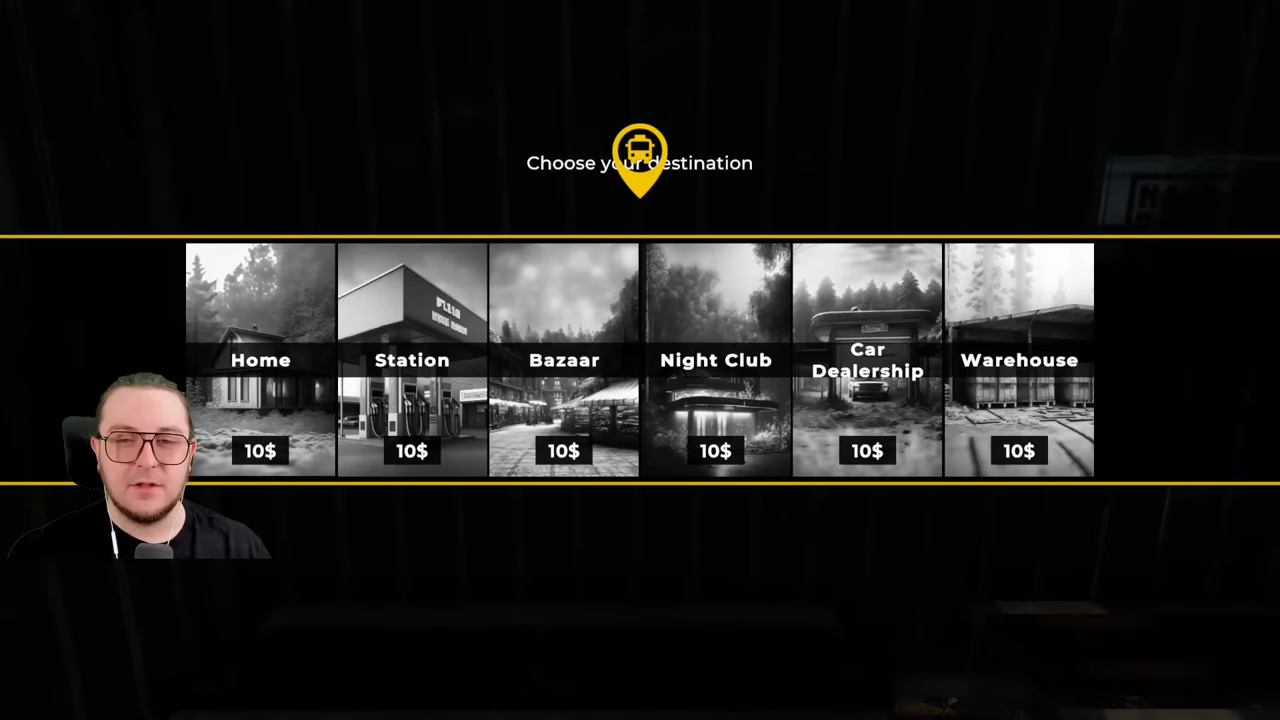 Choose your destination
Home
Station
Bazaar
Night Club
Car
Dealership
Warehouse
10$
10$
10$
10$
10$
10$